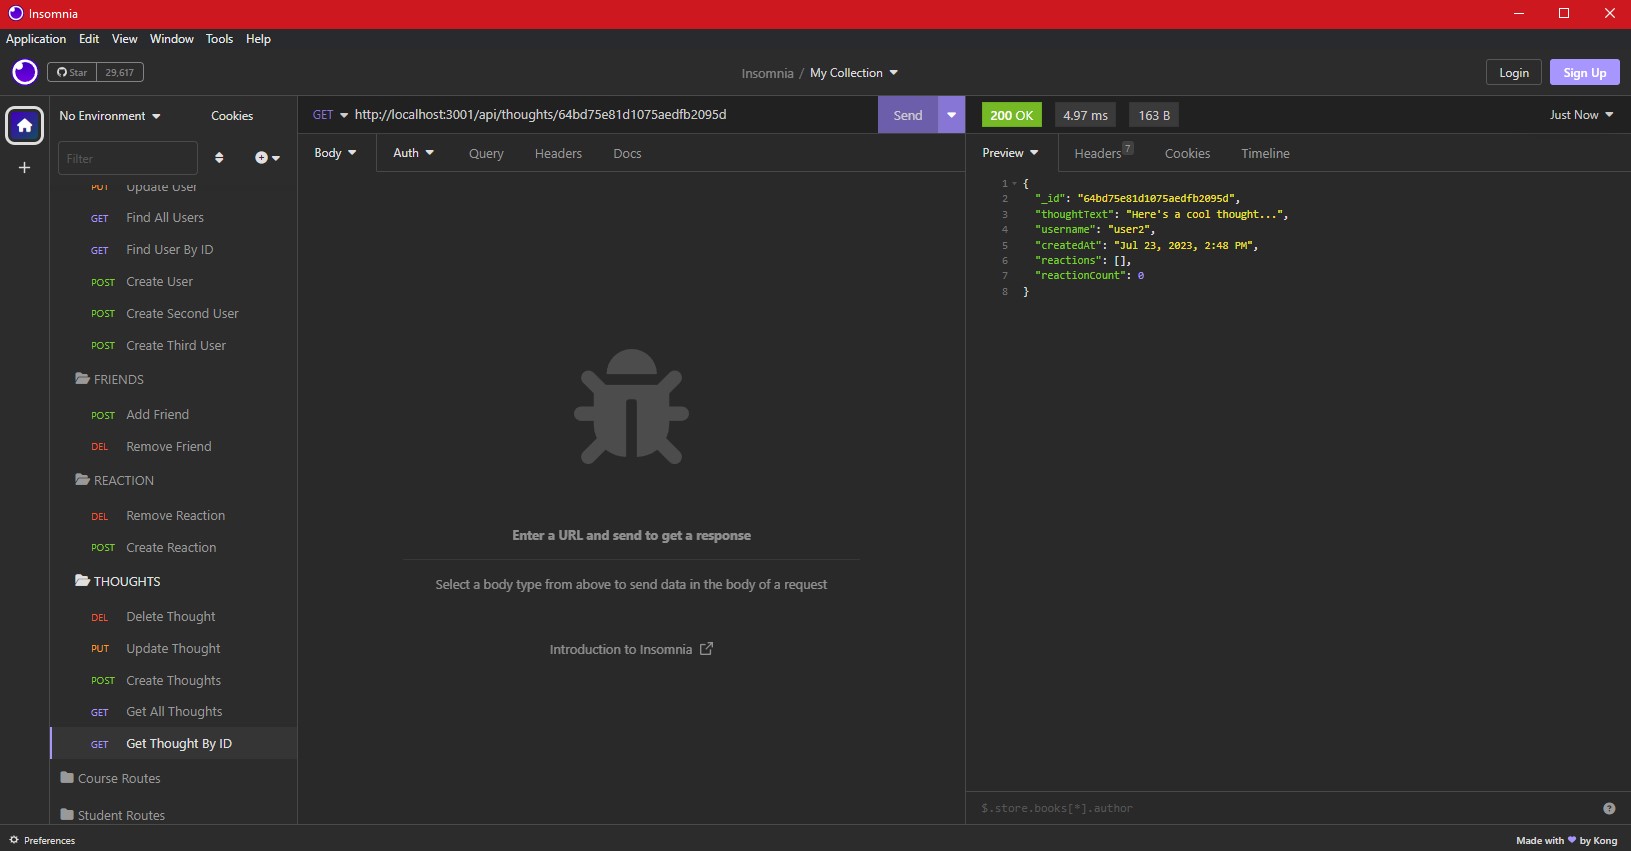 Insomnia
Application Edit View Window Tools Help
Star 29,617
Insomnia / My Collection
Login Sign Up
No Environment Cookies
Filter
PUT Update User
GET Find All Users
GET Find User By ID
POST Create User
POST Create Second User
POST Create Third User
FRIENDS
POST Add Friend
DEL Remove Friend
REACTION
DEL Remove Reaction
POST Create Reaction
THOUGHTS
DEL Delete Thought
PUT Update Thought
POST Create Thoughts
GET Get All Thoughts
GET Get Thought By ID
Course Routes
Student Routes
GET http://localhost:3001/api/thoughts/64bd75e81d1075aedfb2095d Send
Body Auth Query Headers Docs
Enter a URL and send to get a response
Select a body type from above to send data in the body of a request
Introduction to Insomnia
200 OK 4.97 ms 163 B Just Now
Preview Headers 7 Cookies Timeline
1 {
2 "_id": "64bd75e81d1075aedfb2095d",
3 "thoughtText": "Here's a cool thought...",
4 "username": "user2",
5 "createdAt": "Jul 23, 2023, 2:48 PM",
6 "reactions": [],
7 "reactionCount": 0
8 }
$.store.books[*].author
Preferences
Made with by Kong